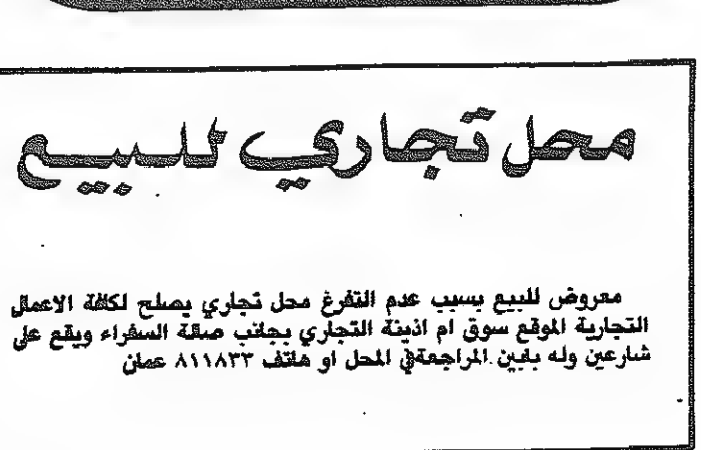 محل تجاري للبيع
معروض للبيع بسبب عدم التفرغ محل تجاري يصلح لكافة الاعمال
التجارية الموقع سوق ام اذينة التجاري بجانب صالة السفراء ويقع على
شارعين وله بابين المراجعة في المحل او هاتف ٨١١٨٣٣ عمان